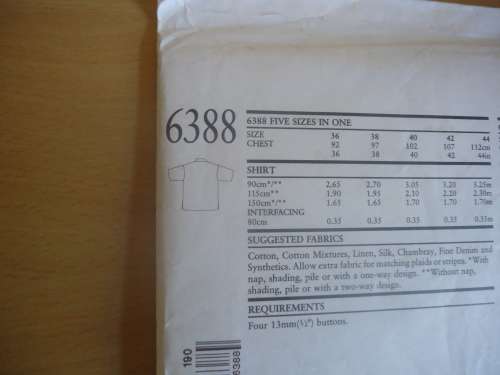 6388
6388 FIVE SIZES IN ONE
SIZE 36 38 40 42 44
CHEST 92 97 102 107 112cm
36 38 40 42 44in
SHIRT
90cm*/** 2.65 2.70 3.05 3.20 3.25m
115cm** 1.90 1.95 2.10 2.20 2.30m
150cm*/** 1.65 1.65 1.70 1.70 1.70m
INTERFACING
80cm 0.35 0.35 0.35 0.35 0.35m
SUGGESTED FABRICS
Cotton, Cotton Mixtures, Linen, Silk, Chambray, Fine Denim and
Synthetics. Allow extra fabric for matching plaids or stripes. *With
nap, shading, pile or with a one-way design. **Without nap,
shading, pile or with a two-way design.
REQUIREMENTS
Four 13mm(½") buttons.
190
6388